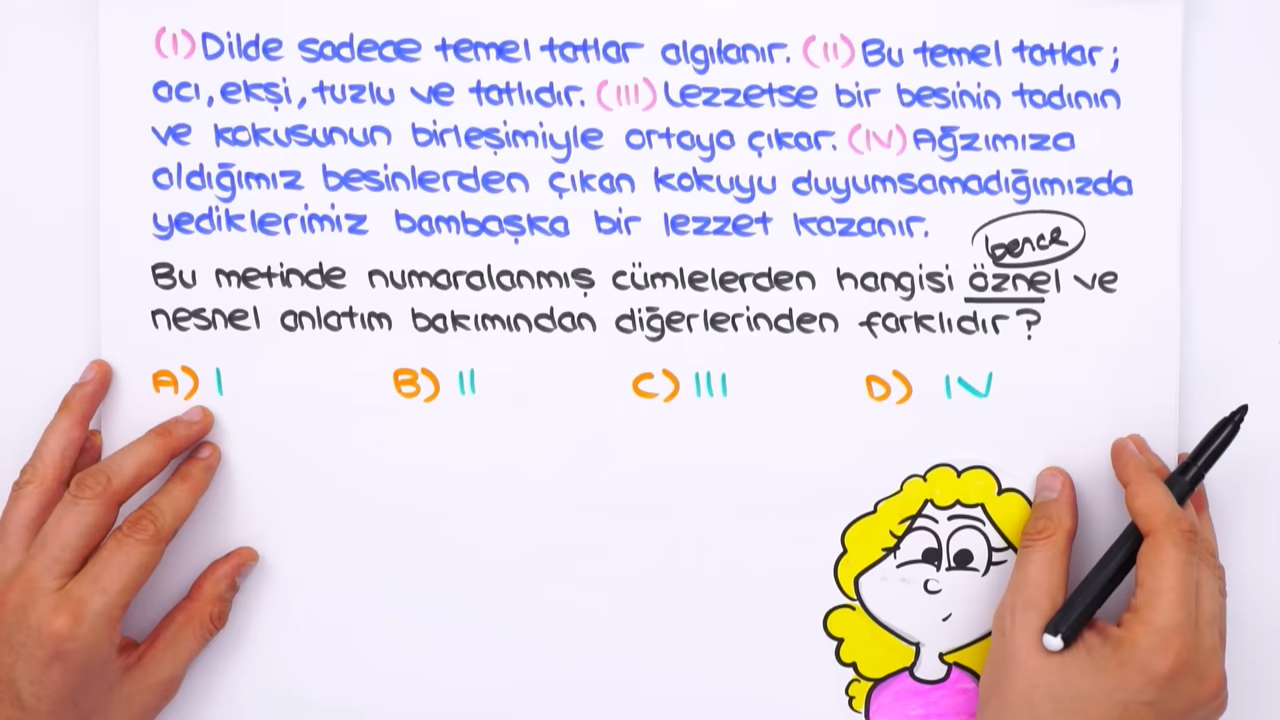 (I) Dilde sadece temel tatlar algılanır. (II) Bu temel tatlar;
acı, ekşi, tuzlu ve tatlıdır. (III) Lezzetse bir besinin tadının
ve kokusunun birleşimiyle ortaya çıkar. (IV) Ağzımıza
aldığımız besinlerden çıkan kokuyu duyumsamadığımızda
yediklerimiz bambaşka bir lezzet kazanır.
bence
Bu metinde numaralanmış cümlelerden hangisi öznel ve
nesnel anlatım bakımından diğerlerinden farklıdır?
A) I B) II C) III D) IV